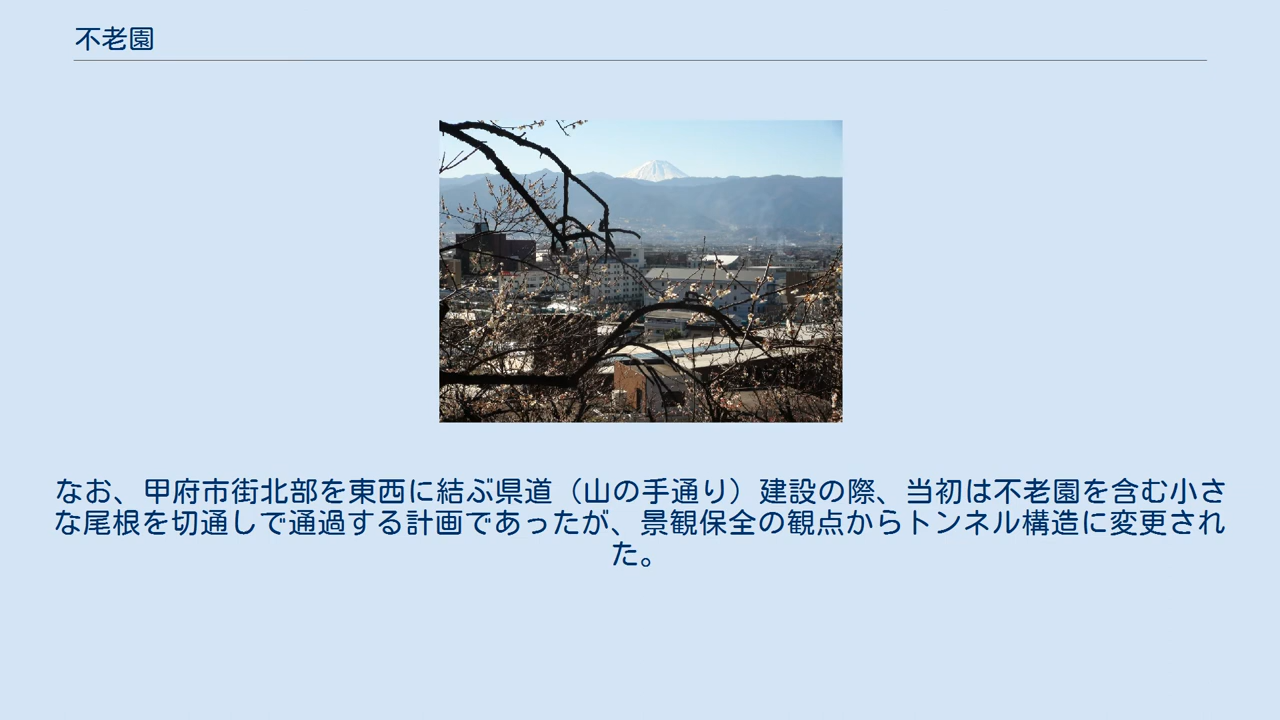 不老園
なお、甲府市街北部を東西に結ぶ県道（山の手通り）建設の際、当初は不老園を含む小さ
な尾根を切通しで通過する計画であったが、景観保全の観点からトンネル構造に変更され
た。